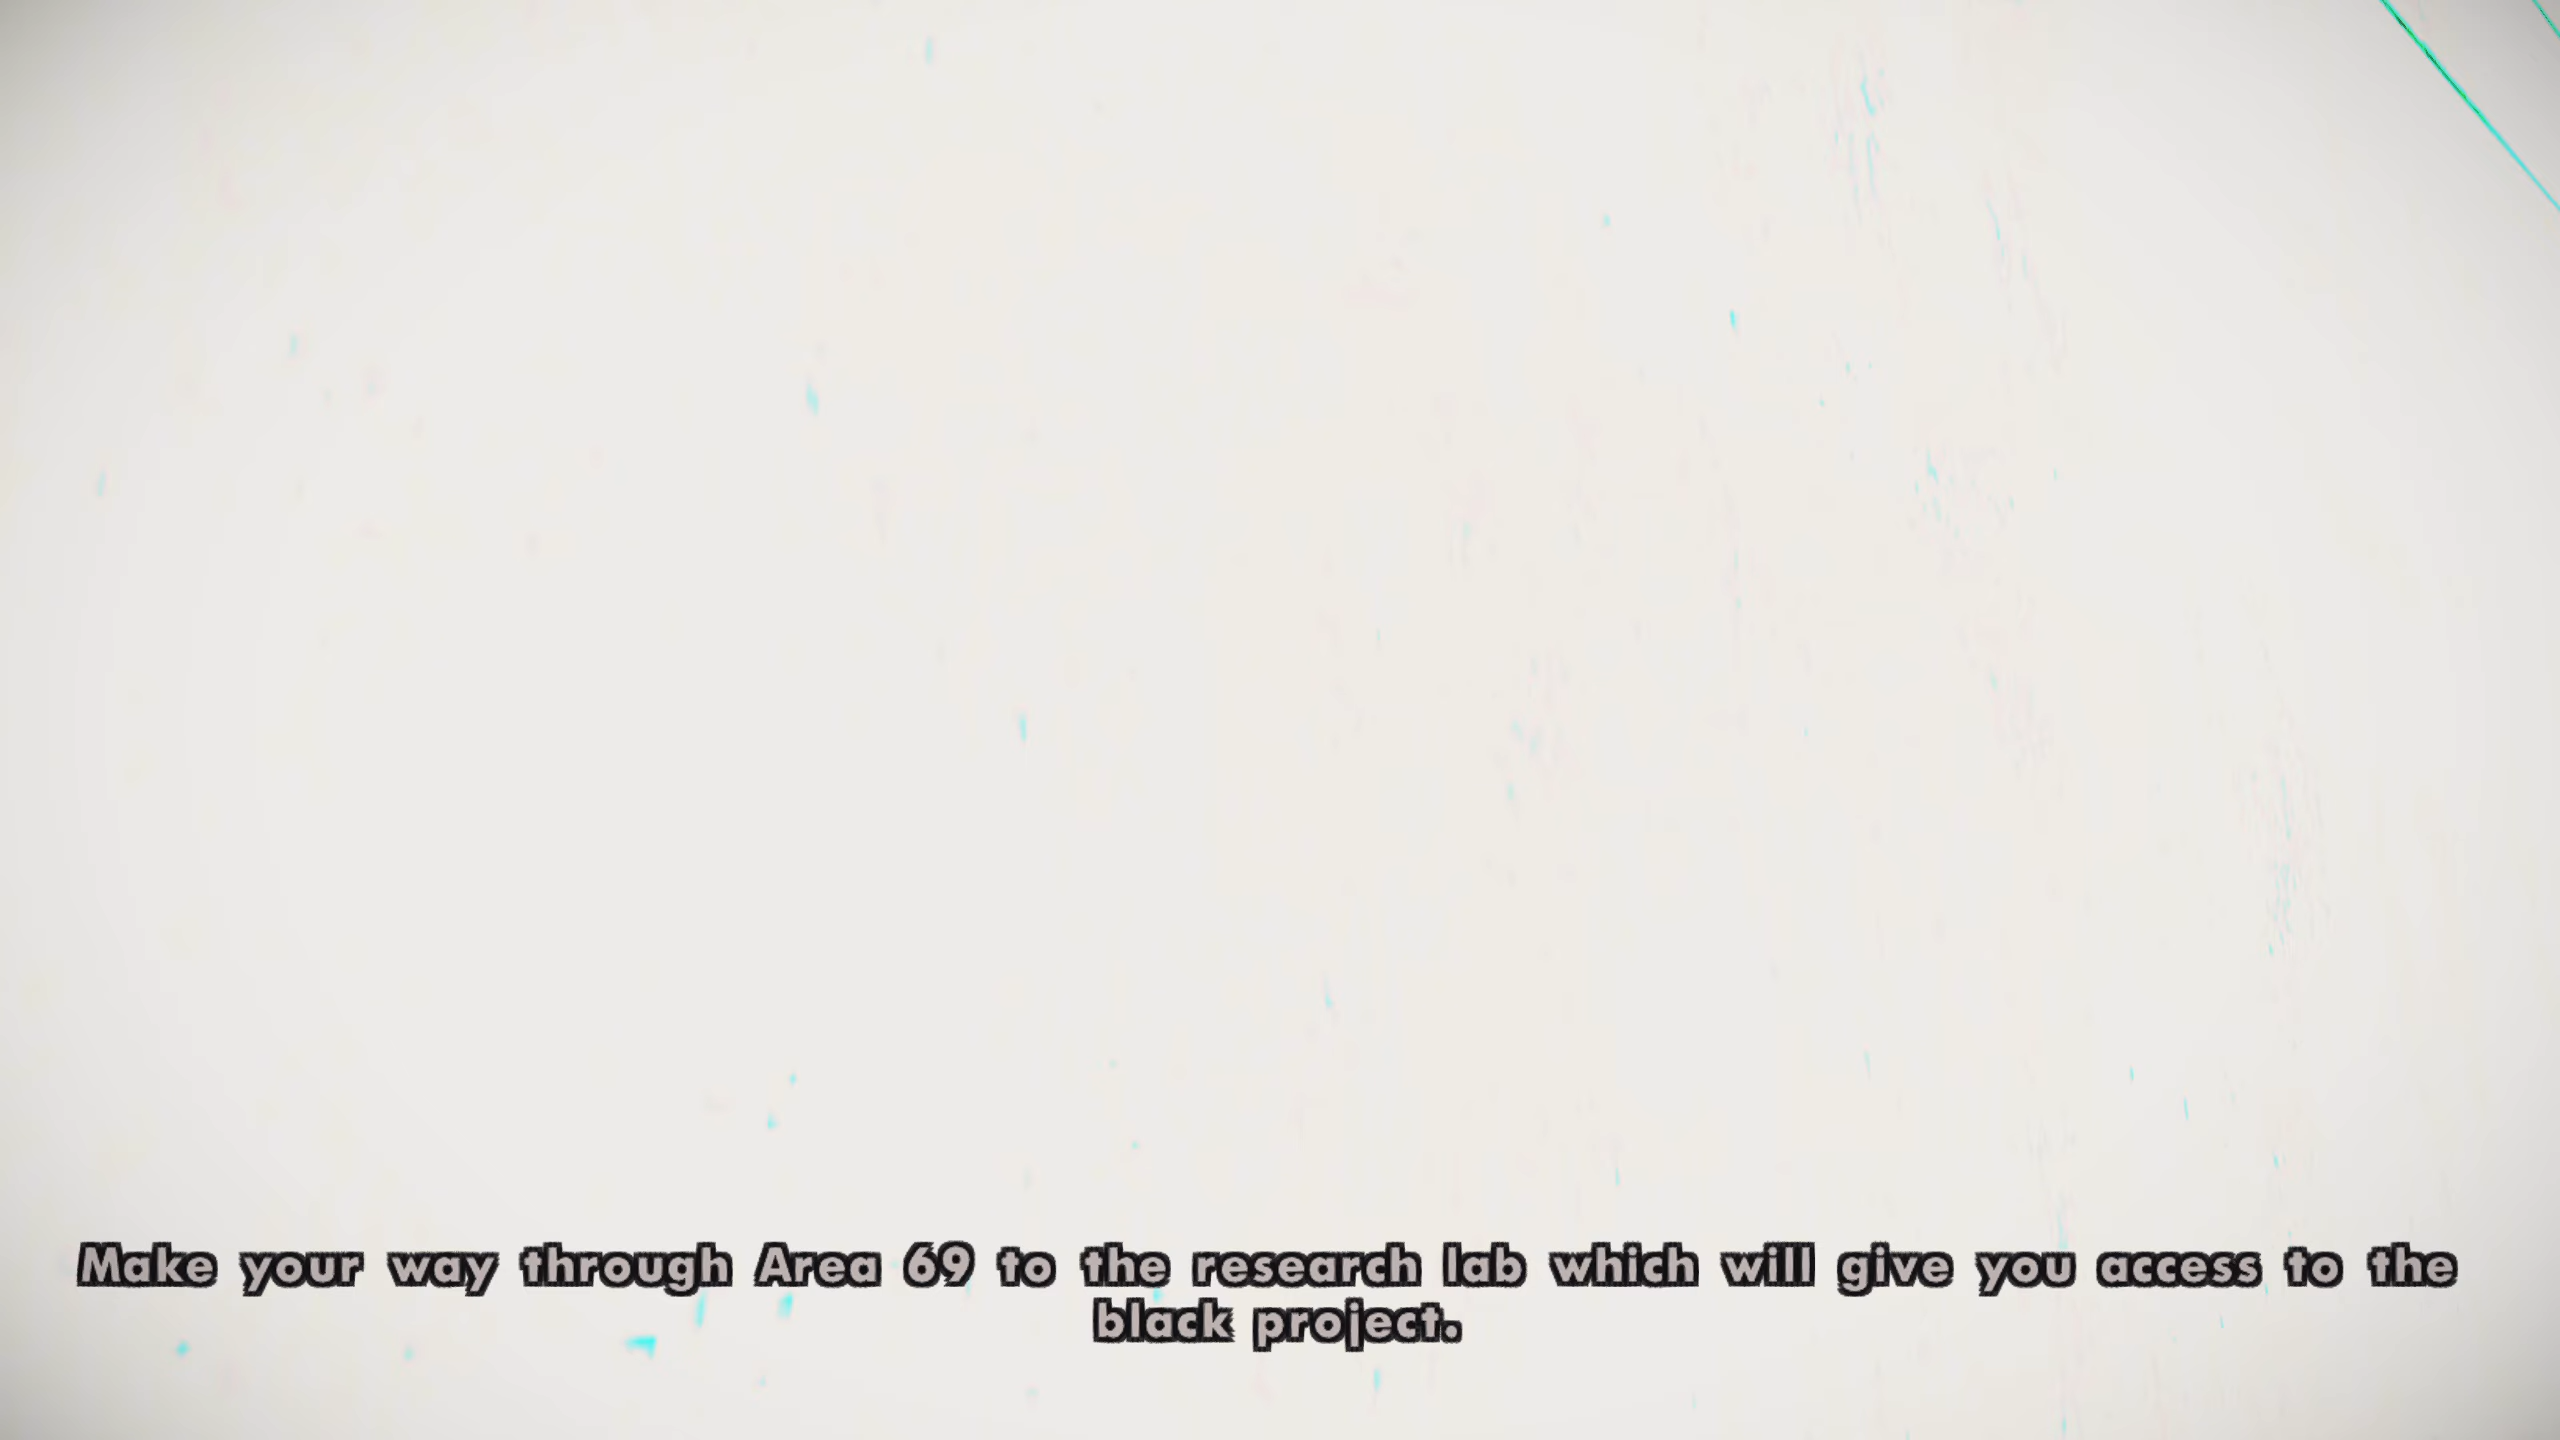 Make your way through Area 69 to the research lab which will give you access to the
black project.